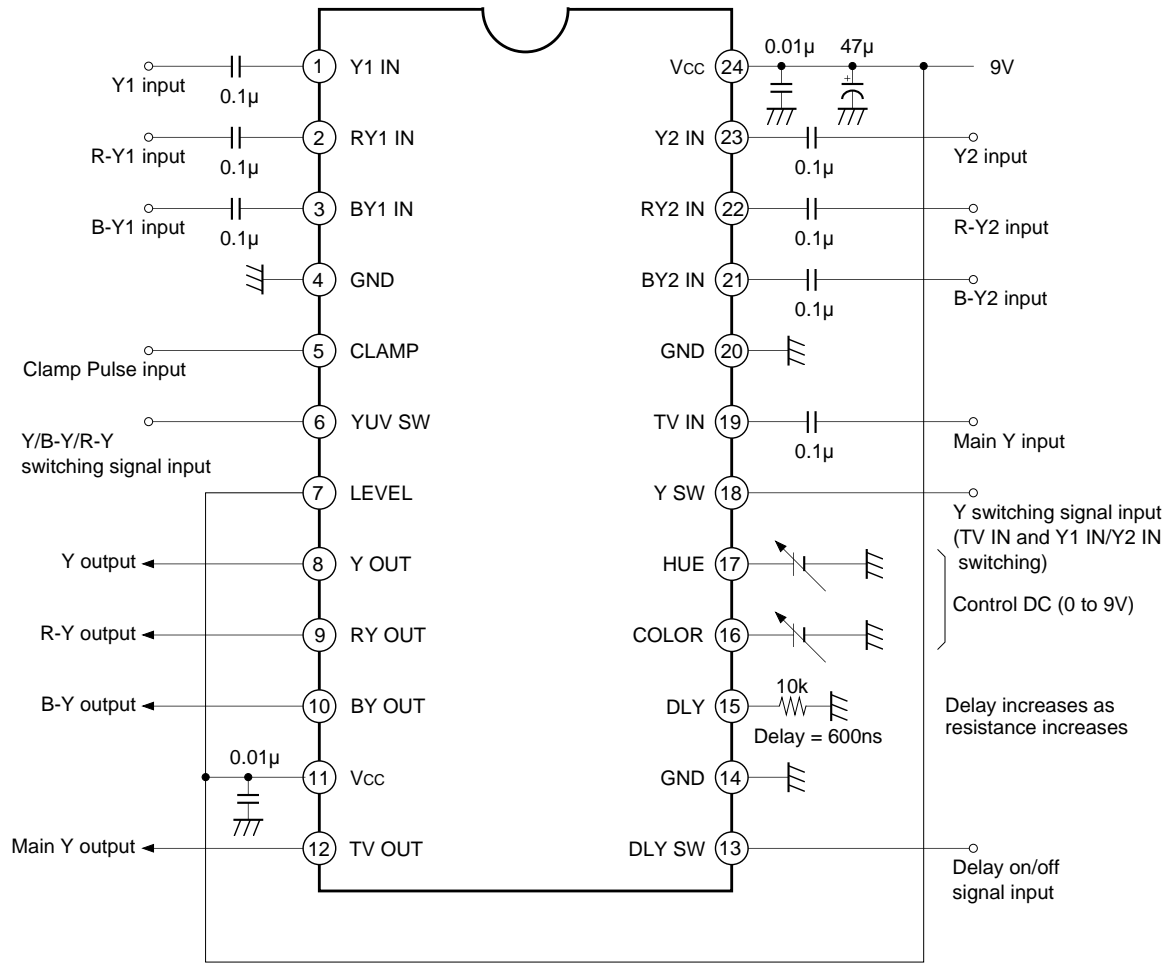 0.01µ 47µ
1 Y1 IN
Vcc 24
9V
Y1 input
0.1µ
2 RY1 IN
Y2 IN 23
R-Y1 input
0.1µ
0.1µ
Y2 input
3 BY1 IN
RY2 IN 22
B-Y1 input
0.1µ
0.1µ
R-Y2 input
4 GND
BY2 IN 21
0.1µ
B-Y2 input
5 CLAMP
GND 20
Clamp Pulse input
6 YUV SW
TV IN 19
Y/B-Y/R-Y
switching signal input
0.1µ
Main Y input
7 LEVEL
Y SW 18
Y switching signal input
(TV IN and Y1 IN/Y2 IN
switching)
Y output
8 Y OUT
HUE 17
Control DC (0 to 9V)
R-Y output
9 RY OUT
COLOR 16
B-Y output
10 BY OUT
DLY 15
10k
Delay = 600ns
Delay increases as
resistance increases
0.01µ
11 Vcc
GND 14
Main Y output
12 TV OUT
DLY SW 13
Delay on/off
signal input